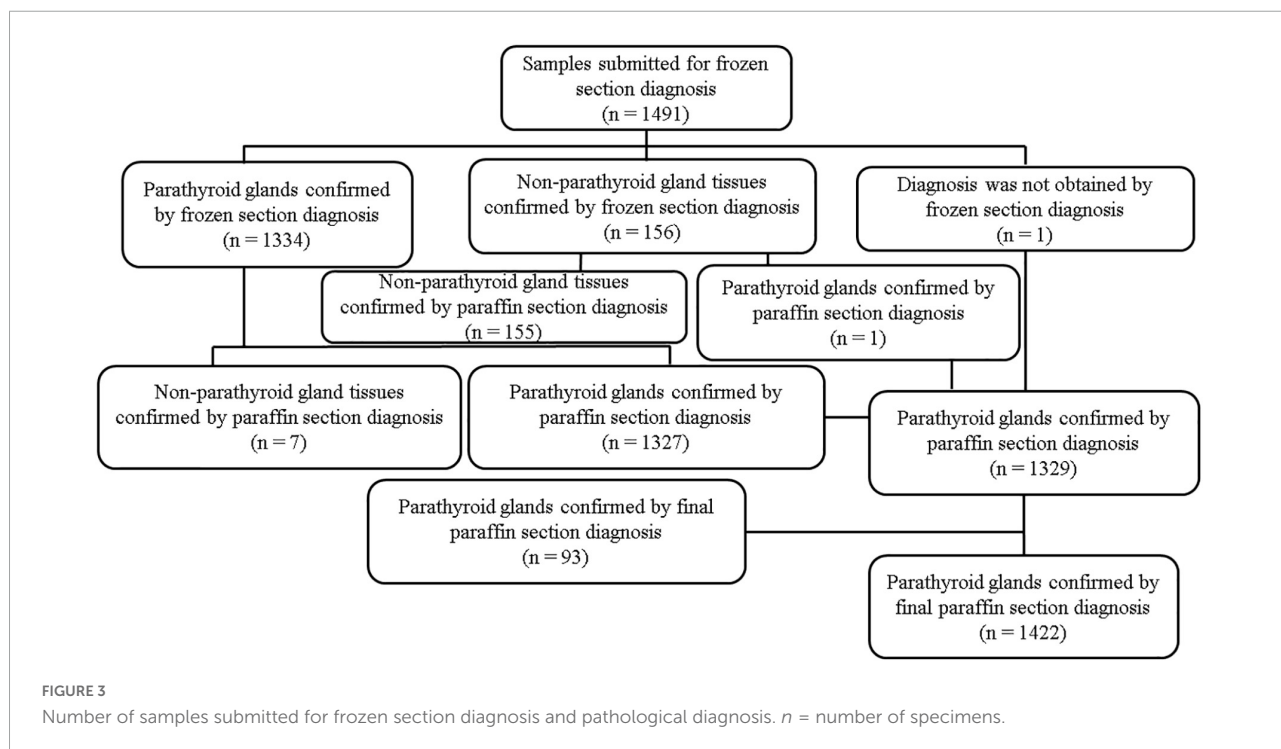 Samples submitted for frozen
section diagnosis
(n = 1491)
Parathyroid glands confirmed
by frozen section diagnosis
(n = 1334)
Non-parathyroid gland tissues
confirmed by frozen section diagnosis
(n = 156)
Diagnosis was not obtained by
frozen section diagnosis
(n = 1)
Non-parathyroid gland tissues
confirmed by paraffin section diagnosis
(n = 155)
Parathyroid glands confirmed by
paraffin section diagnosis
(n = 1)
Non-parathyroid gland tissues
confirmed by paraffin section diagnosis
(n = 7)
Parathyroid glands confirmed by
paraffin section diagnosis
(n = 1327)
Parathyroid glands confirmed by
paraffin section diagnosis
(n = 1329)
Parathyroid glands confirmed by final
paraffin section diagnosis
(n = 93)
Parathyroid glands confirmed by
final paraffin section diagnosis
(n = 1422)
FIGURE 3
Number of samples submitted for frozen section diagnosis and pathological diagnosis. n = number of specimens.